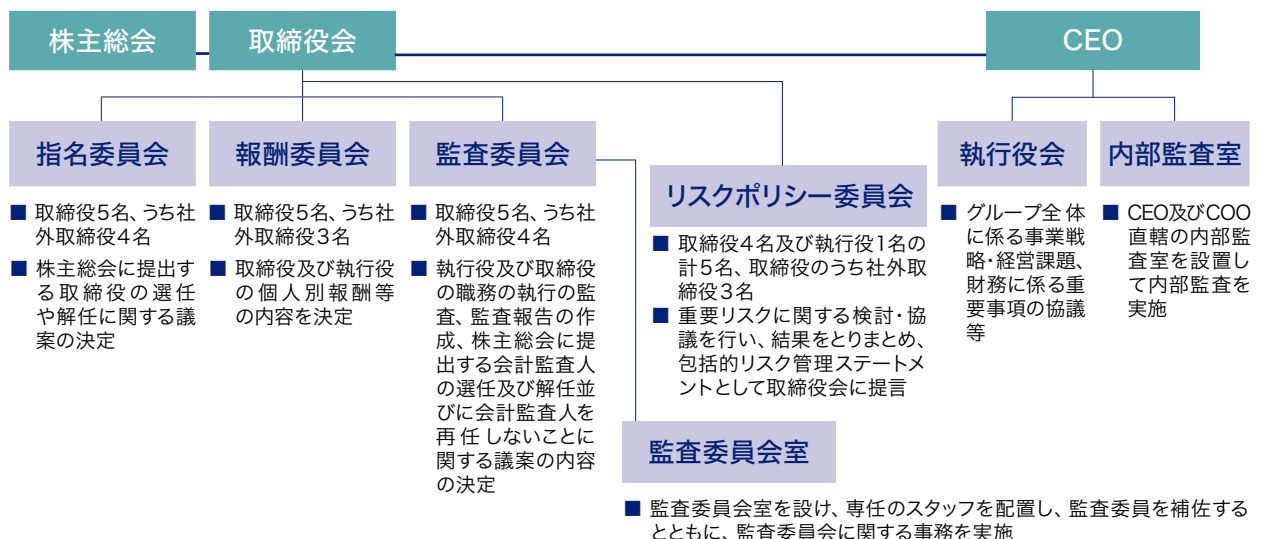 株主総会
取締役会
CEO
指名委員会
■ 取締役5名、うち社
外取締役4名
■ 株主総会に提出す
る取締役の選任
や解任に関する議
案の決定
報酬委員会
■ 取締役5名、うち社
外取締役3名
■ 取締役及び執行役
の個人別報酬等
の内容を決定
監査委員会
■ 取締役5名、うち社
外取締役4名
■ 執行役及び取締役
の職務の執行の監
査、監査報告の作
成、株主総会に提
出する会計監査人
の選任及び解任並
びに会計監査人を
再任しないことに
関する議案の内容
の決定
リスクポリシー委員会
■ 取締役4名及び執行役1名の
計5名、取締役のうち社外取
締役3名
■ 重要リスクに関する検討・協
議を行い、結果をとりまとめ、
包括的リスク管理ステートメ
ントとして取締役会に提言
執行役会
■ グループ全体
に係る事業戦
略・経営課題、
財務に係る重
要事項の協議
等
内部監査室
■ CEO及びCOO
直轄の内部監
査室を設置し
て内部監査を
実施
監査委員会室
■ 監査委員会室を設け、専任のスタッフを配置し、監査委員を補佐する
とともに、監査委員会に関する事務を実施